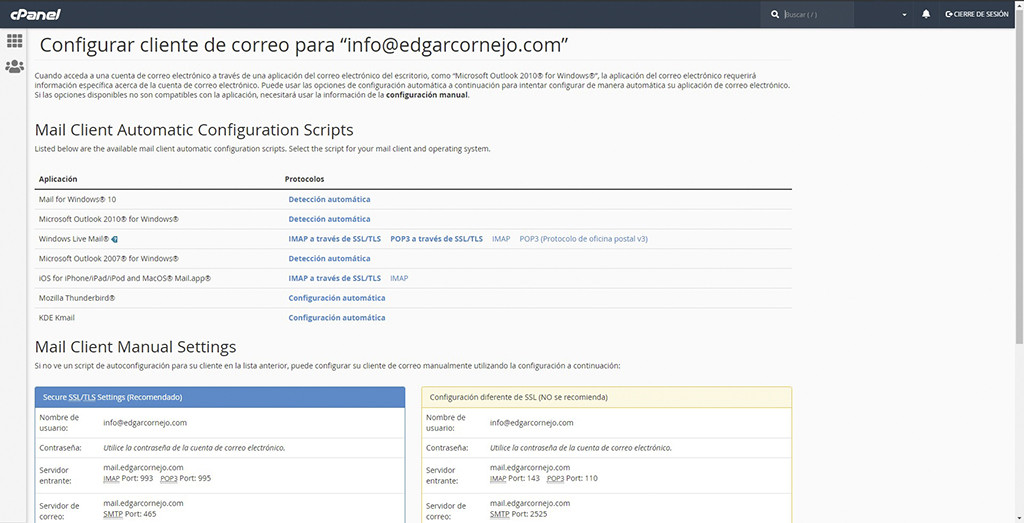 cPanel
Buscar ( / )
CIERRE DE SESIÓN
Configurar cliente de correo para “info@edgarcornejo.com”
Cuando acceda a una cuenta de correo electrónico a través de una aplicación del correo electrónico del escritorio, como “Microsoft Outlook 2010® for Windows®”, la aplicación del correo electrónico requerirá
información específica acerca de la cuenta de correo electrónico. Puede usar las opciones de configuración automática a continuación para intentar configurar de manera automática su aplicación de correo electrónico.
Si las opciones disponibles no son compatibles con la aplicación, necesitará usar la información de la configuración manual.
Mail Client Automatic Configuration Scripts
Listed below are the available mail client automatic configuration scripts. Select the script for your mail client and operating system.
Aplicación Protocolos
Mail for Windows® 10 Detección automática
Microsoft Outlook 2010® for Windows® Detección automática
Windows Live Mail® IMAP a través de SSL/TLS POP3 a través de SSL/TLS IMAP POP3 (Protocolo de oficina postal v3)
Microsoft Outlook 2007® for Windows® Detección automática
iOS for iPhone/iPad/iPod and MacOS® Mail.app® IMAP a través de SSL/TLS IMAP
Mozilla Thunderbird® Configuración automática
KDE Kmail Configuración automática
Mail Client Manual Settings
Si no ve un script de autoconfiguración para su cliente en la lista anterior, puede configurar su cliente de correo manualmente utilizando la configuración a continuación:
Secure SSL/TLS Settings (Recomendado)
Nombre de usuario: info@edgarcornejo.com
Contraseña: Utilice la contraseña de la cuenta de correo electrónico.
Servidor entrante: mail.edgarcornejo.com
IMAP Port: 993 POP3 Port: 995
Servidor de correo: mail.edgarcornejo.com
SMTP Port: 465
Configuración diferente de SSL (NO se recomienda)
Nombre de usuario: info@edgarcornejo.com
Contraseña: Utilice la contraseña de la cuenta de correo electrónico.
Servidor entrante: mail.edgarcornejo.com
IMAP Port: 143 POP3 Port: 110
Servidor de correo: mail.edgarcornejo.com
SMTP Port: 2525